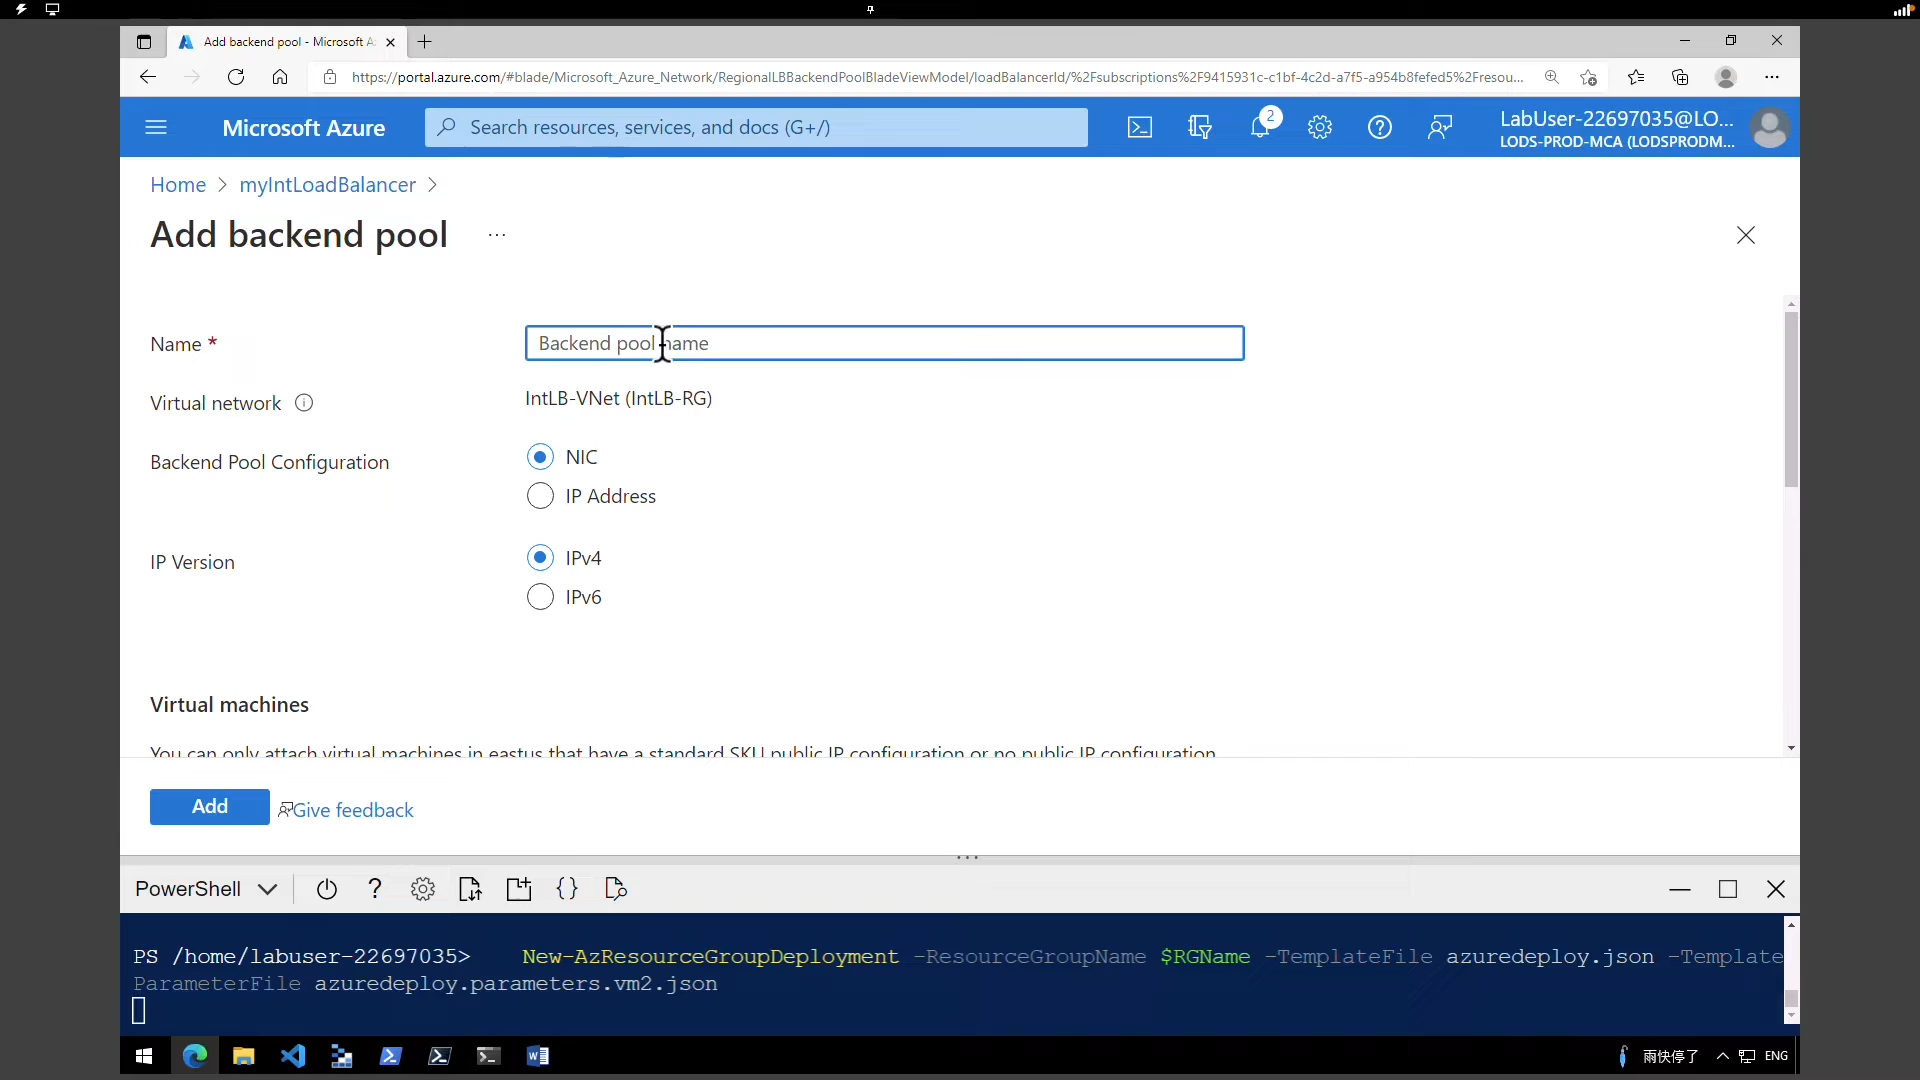 Add backend pool - Microsoft A
https://portal.azure.com/#blade/Microsoft_Azure_Network/RegionalLBBackendPoolBladeViewModel/loadBalancerId/%2Fsubscriptions%2F9415931c-c1bf-4c2d-a7f5-a954b8fefed5%2Fresou...
Microsoft Azure
Search resources, services, and docs (G+/)
2
LabUser-22697035@LO...
LODS-PROD-MCA (LODSPRODM...
Home > myIntLoadBalancer >
Add backend pool ...
Name *
Backend pool name
Virtual network
IntLB-VNet (IntLB-RG)
Backend Pool Configuration
NIC
IP Address
IP Version
IPv4
IPv6
Virtual machines
You can only attach virtual machines in eastus that have a standard SKU public IP configuration or no public IP configuration
Add
Give feedback
PowerShell
PS /home/labuser-22697035> New-AzResourceGroupDeployment -ResourceGroupName $RGName -TemplateFile azuredeploy.json -Template
ParameterFile azuredeploy.parameters.vm2.json
雨快停了
ENG